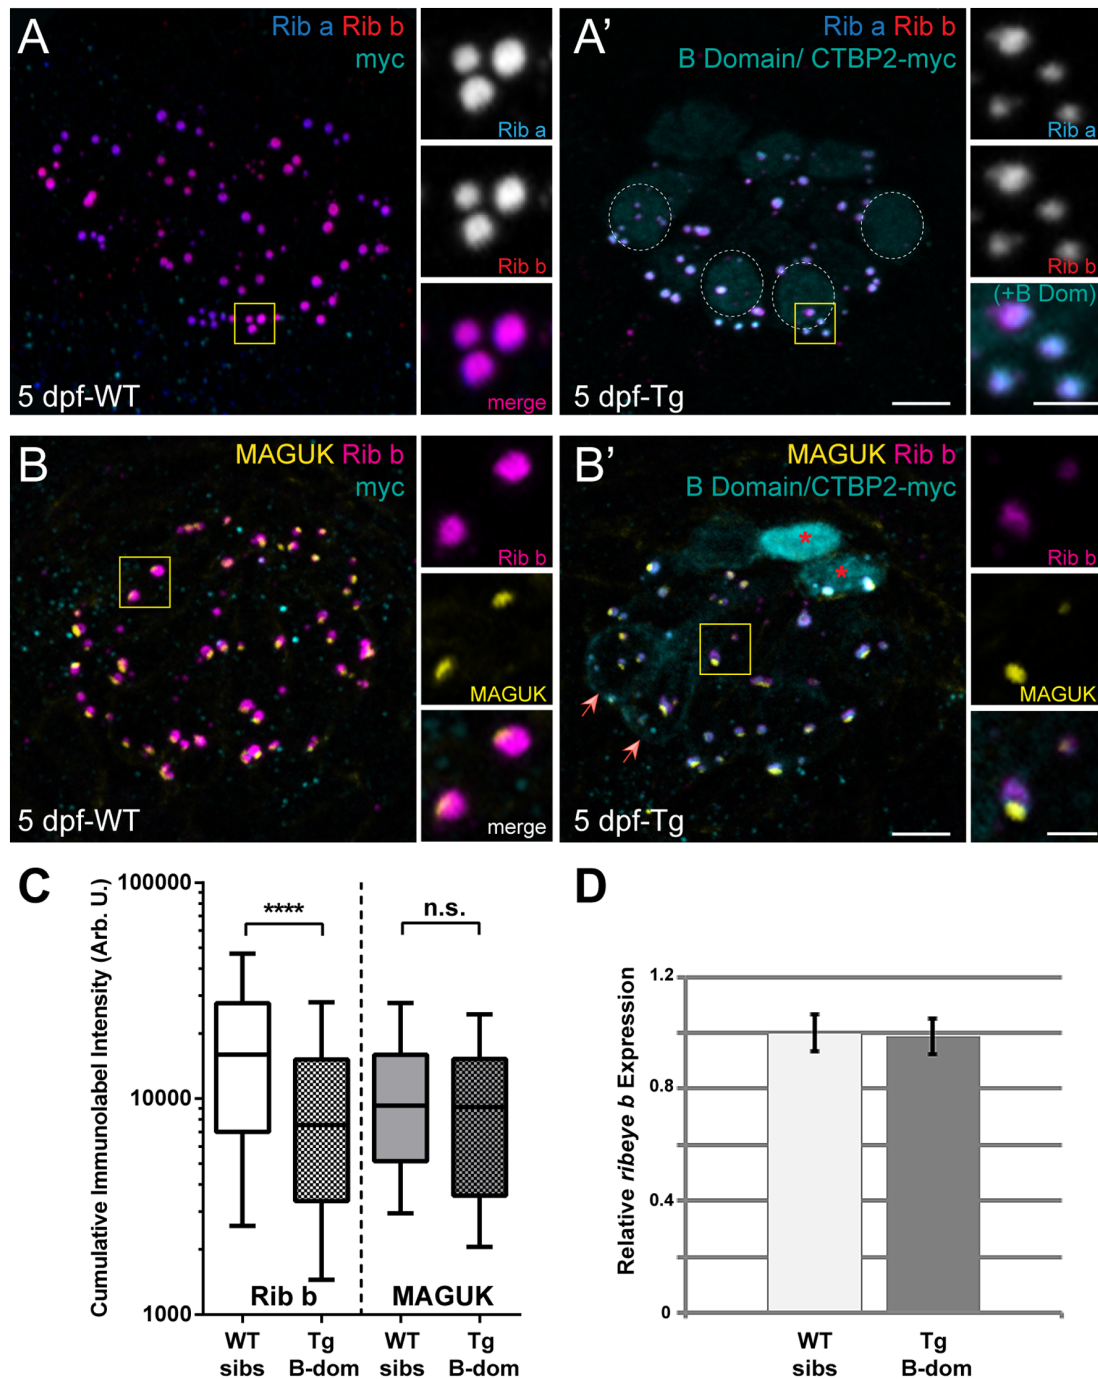 A
Rib a Rib b
myc
5 dpf-WT
Rib a
Rib b
merge
A’
Rib a Rib b
B Domain/ CTBP2-myc
5 dpf-Tg
Rib a
Rib b
(+B Dom)
B
MAGUK Rib b
myc
5 dpf-WT
Rib b
MAGUK
merge
B’
MAGUK Rib b
B Domain/CTBP2-myc
*
*
5 dpf-Tg
Rib b
MAGUK
C
Cumulative Immunolabel Intensity (Arb. U.)
100000
10000
1000
****
n.s.
Rib b
MAGUK
WT
sibs
Tg
B-dom
WT
sibs
Tg
B-dom
D
Relative ribeye b Expression
1.2
0.8
0.4
0
WT
sibs
Tg
B-dom